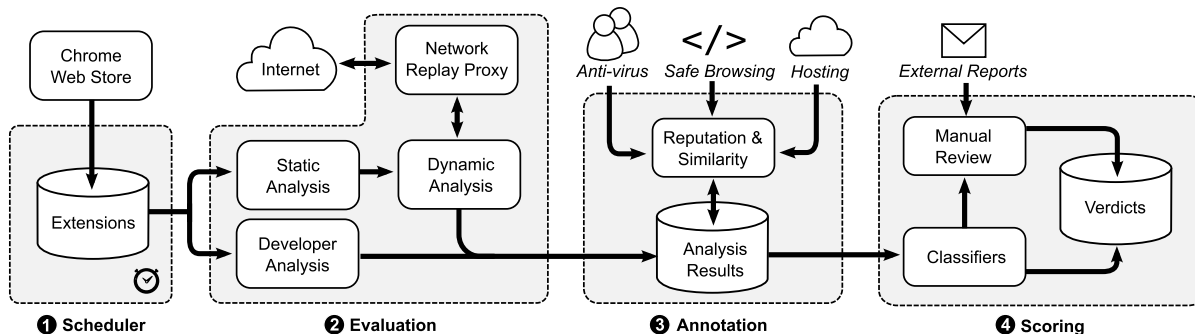 Chrome
Web Store
Extensions
1 Scheduler
Internet
Network
Replay Proxy
Static
Analysis
Dynamic
Analysis
Developer
Analysis
2 Evaluation
Anti-virus
</>
Safe Browsing
Hosting
Reputation &
Similarity
Analysis
Results
3 Annotation
External Reports
Manual
Review
Verdicts
Classifiers
4 Scoring